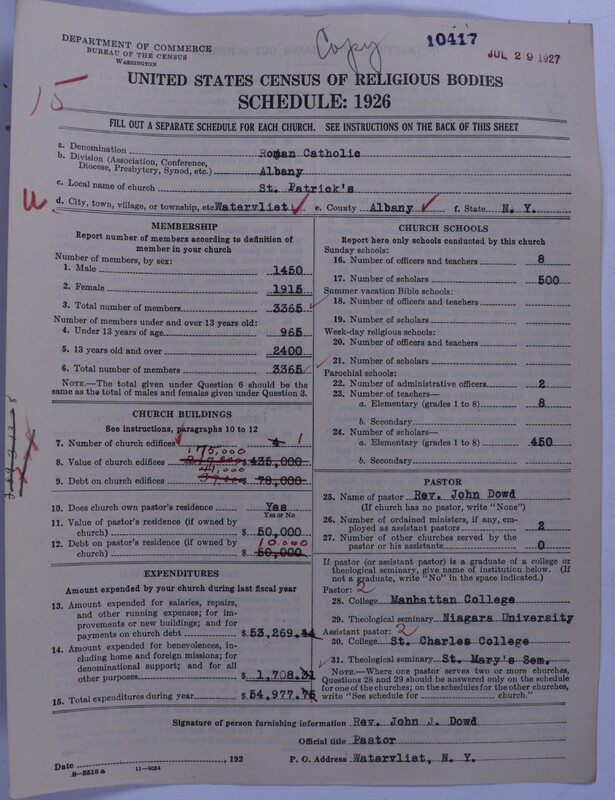 DEPARTMENT OF COMMERCE
BUREAU OF THE CENSUS
WASHINGTON
Copy
10417
JUL 29 1927
15
UNITED STATES CENSUS OF RELIGIOUS BODIES
SCHEDULE: 1926
FILL OUT A SEPARATE SCHEDULE FOR EACH CHURCH. SEE INSTRUCTIONS ON THE BACK OF THIS SHEET
a. Denomination Roman Catholic
b. Division (Association, Conference, Diocese, Presbytery, Synod, etc.) Albany
c. Local name of church St. Patrick's
d. City, town, village, or township, etc Watervliet e. County Albany f. State N. Y.
MEMBERSHIP
Report number of members according to definition of
member in your church
Number of members, by sex:
1. Male 1450
2. Female 1915
3. Total number of members 3365
Number of members under and over 13 years old:
4. Under 13 years of age 965
5. 13 years old and over 2400
6. Total number of members 3365
NOTE.—The total given under Question 6 should be the
same as the total of males and females given under Question 3.
CHURCH BUILDINGS
See instructions, paragraphs 10 to 12
7. Number of church edifices 4 1
175,000
8. Value of church edifices $ 435,000
41,000
9. Debt on church edifices $ 78,000
10. Does church own pastor's residence Yes
Yes or No
11. Value of pastor's residence (if owned by
church) $ 50,000
12. Debt on pastor's residence (if owned by 10,000
church) $ 50,000
EXPENDITURES
Amount expended by your church during last fiscal year
13. Amount expended for salaries, repairs,
and other running expenses; for im-
provements or new buildings; and for
payments on church debt $ 53,269.44
14. Amount expended for benevolences,
including home and foreign missions; for
denominational support; and for all
other purposes $ 1,708.31
15. Total expenditures during year $ 54,977.75
CHURCH SCHOOLS
Report here only schools conducted by this church
Sunday schools:
16. Number of officers and teachers 8
17. Number of scholars 500
Summer vacation Bible schools:
18. Number of officers and teachers
19. Number of scholars
Week-day religious schools:
20. Number of officers and teachers
21. Number of scholars
Parochial schools:
22. Number of administrative officers 2
23. Number of teachers—
a. Elementary (grades 1 to 8) 8
b. Secondary
24. Number of scholars—
a. Elementary (grades 1 to 8) 450
b. Secondary
PASTOR
25. Name of pastor Rev. John Dowd
(If church has no pastor, write "None")
26. Number of ordained ministers, if any, em-
ployed as assistant pastors 2
27. Number of other churches served by the
pastor or his assistants 0
If pastor (or assistant pastor) is a graduate of a college or
theological seminary, give name of institution below. (If
not a graduate, write "No" in the space indicated.)
Pastor: 2
28. College Manhattan College
29. Theological seminary Niagara University
Assistant pastor: 2
30. College St. Charles College
31. Theological seminary St. Mary's Sem.
NOTE.—Where one pastor serves two or more churches,
Questions 28 and 29 should be answered only on the schedule
for one of the churches; on the schedules for the other churches,
write "See schedule for church."
Signature of person furnishing information Rev. John J. Dowd
Official title Pastor
Date , 192 P. O. Address Watervliet, N. Y.
8-5518 a 11-9054